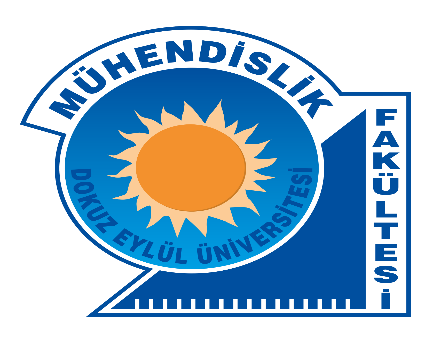 MÜHENDİSLİK
FAKÜLTESİ
DOKUZ EYLÜL ÜNİVERSİTESİ